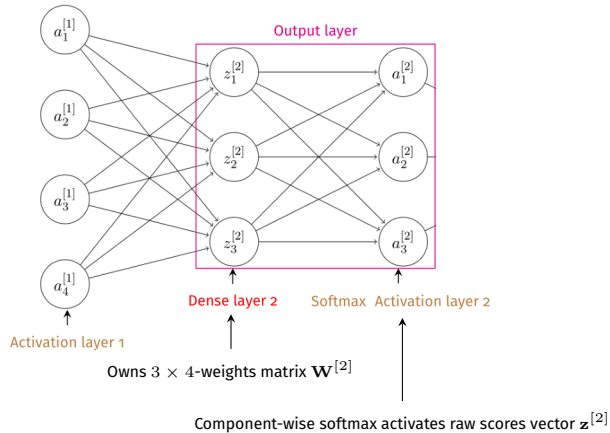 Output layer
a_1^{[1]} z_1^{[2]} a_1^{[2]}
a_2^{[1]} z_2^{[2]} a_2^{[2]}
a_3^{[1]} z_3^{[2]} a_3^{[2]}
a_4^{[1]}
Dense layer 2
Softmax Activation layer 2
Activation layer 1
Owns 3 × 4-weights matrix W^{[2]}
Component-wise softmax activates raw scores vector z^{[2]}